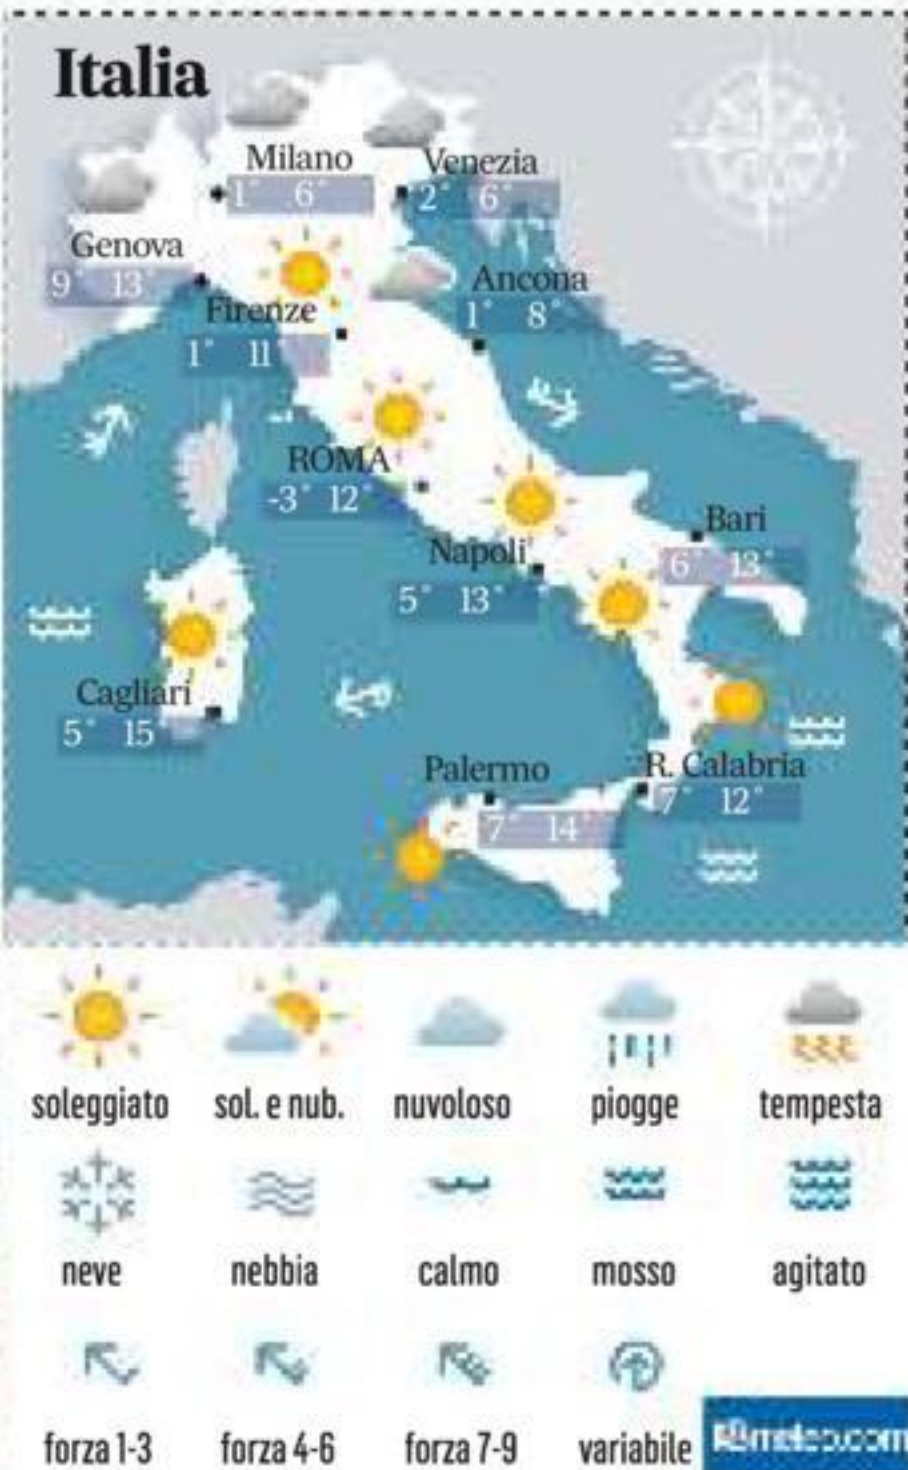 Italia
Milano
1° 6°
Venezia
2° 6°
Genova
9° 13°
Ancona
1° 8°
Firenze
1° 11°
ROMA
-3° 12°
Bari
6° 13°
Napoli
5° 13°
Cagliari
5° 15°
Palermo
7° 14°
R. Calabria
7° 12°
soleggiato sol. e nub. nuvoloso piogge tempesta
neve nebbia calmo mosso agitato
forza 1-3 forza 4-6 forza 7-9 variabile